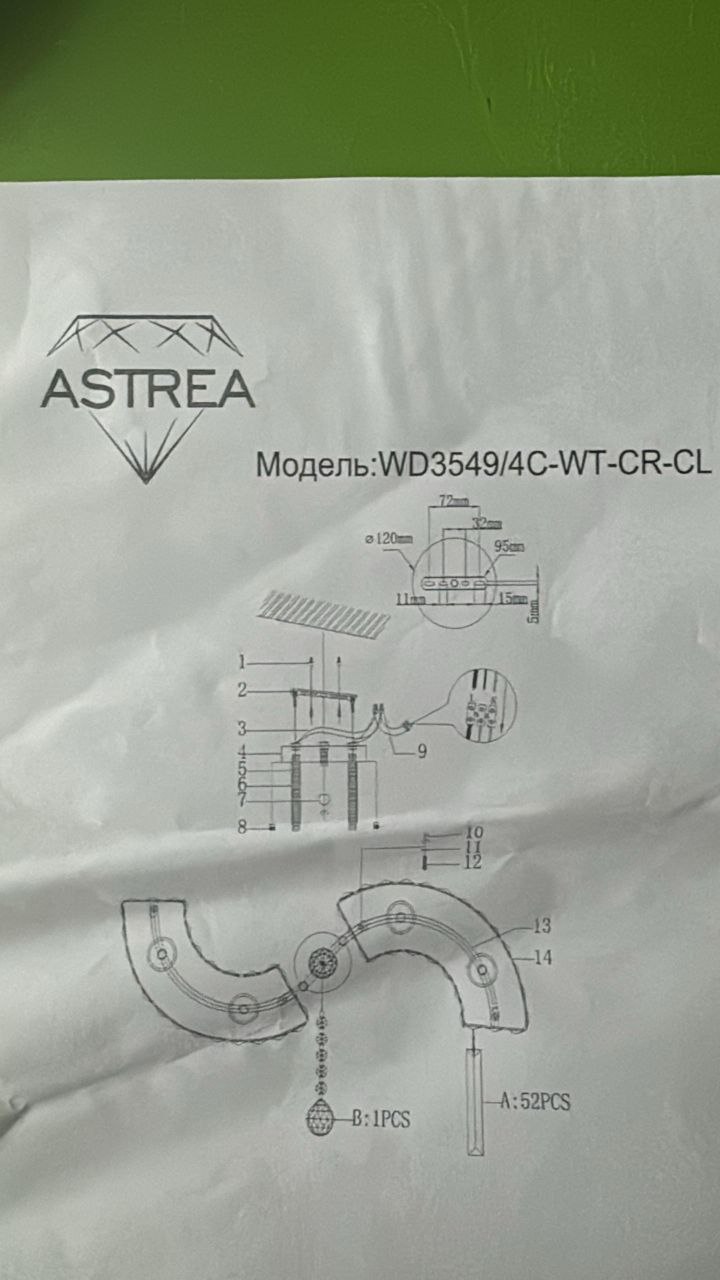 ASTREA
Модель:WD3549/4C-WT-CR-CL
72mm
32mm
⌀120mm
95mm
11mm
15mm
5mm
1
2
3
4
9
5
6
7
8
10
11
12
13
14
A:52PCS
B:1PCS